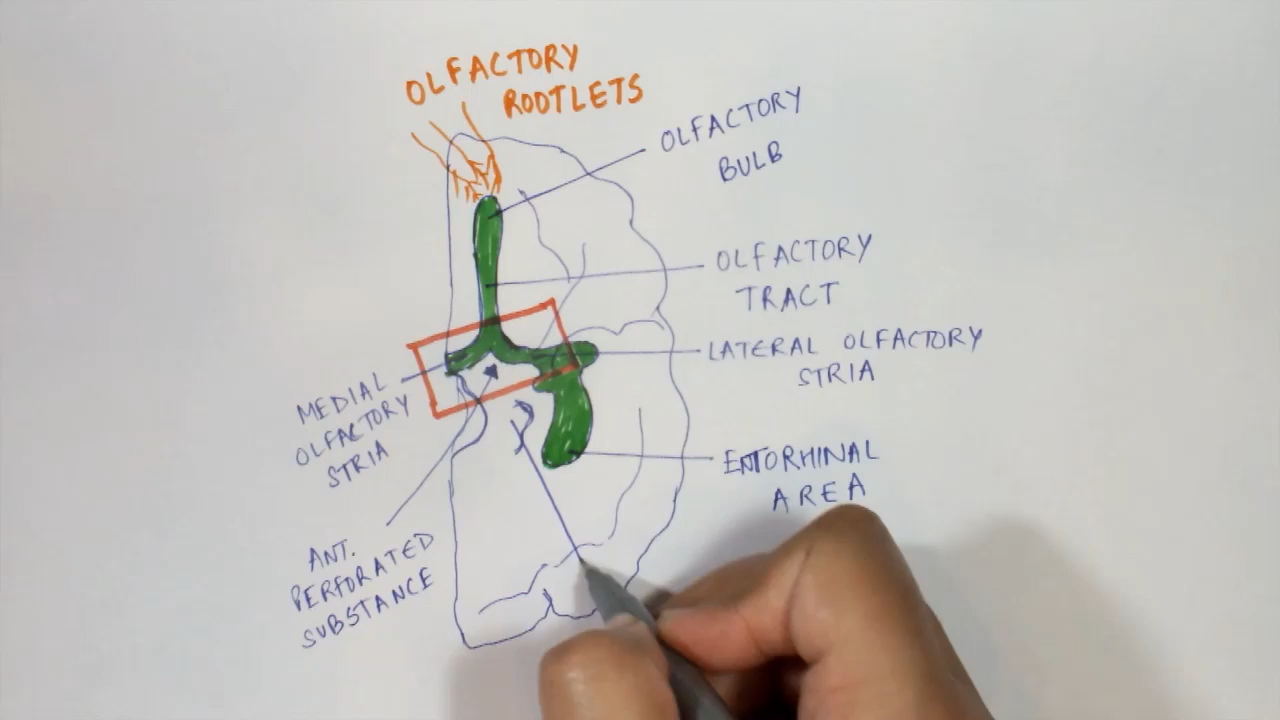 OLFACTORY
ROOTLETS
OLFACTORY
BULB
OLFACTORY
TRACT
LATERAL OLFACTORY
STRIA
MEDIAL
OLFACTORY
STRIA
ENTORHINAL
AREA
ANT.
PERFORATED
SUBSTANCE